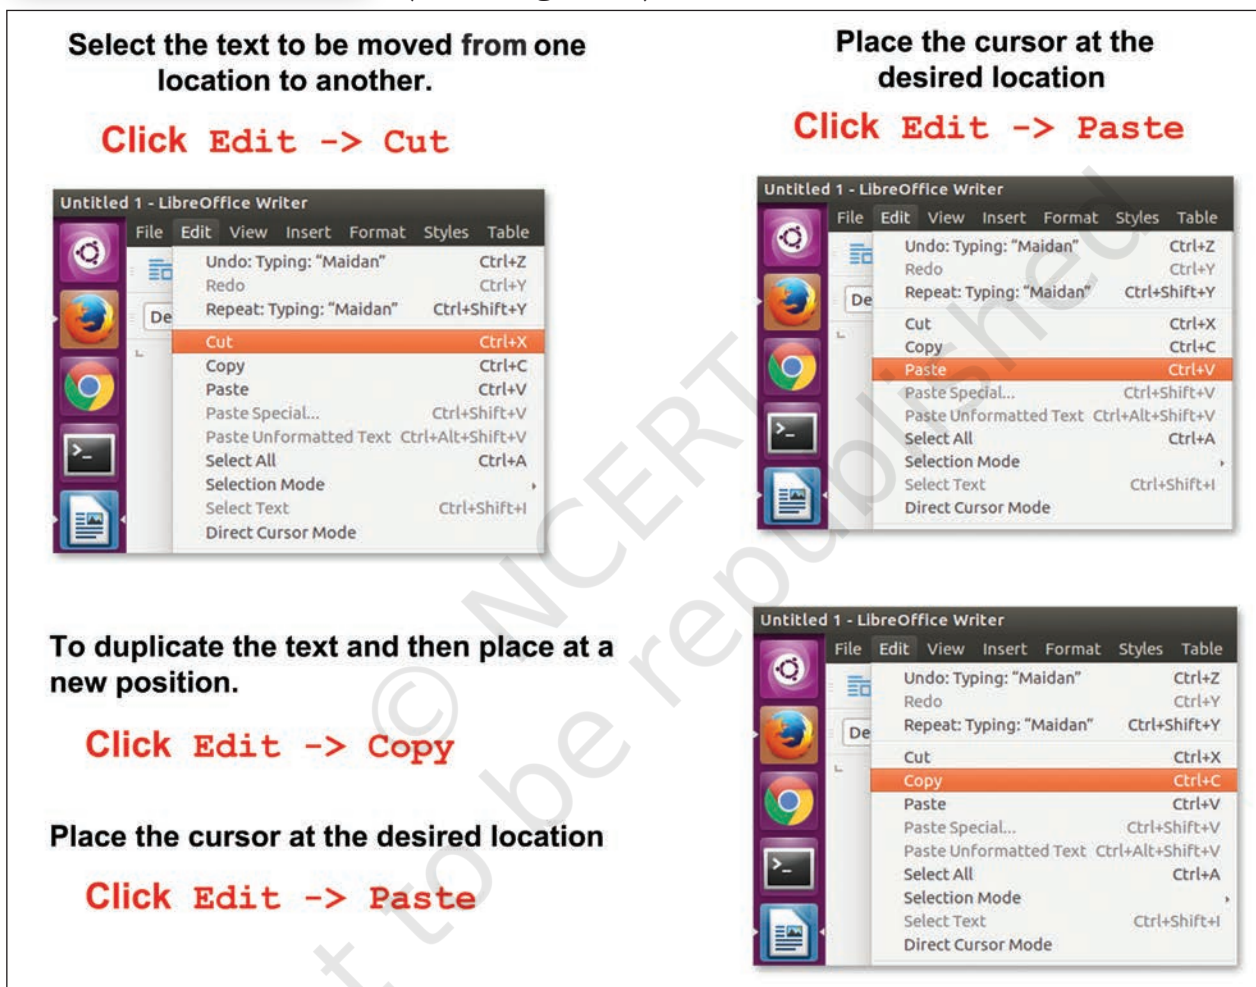 Select the text to be moved from one
location to another.
Click Edit -> Cut
Untitled 1 - LibreOffice Writer
File Edit View Insert Format Styles Table
Undo: Typing: “Maidan” Ctrl+Z
Redo Ctrl+Y
Repeat: Typing: “Maidan” Ctrl+Shift+Y
De
Cut Ctrl+X
Copy Ctrl+C
Paste Ctrl+V
Paste Special... Ctrl+Shift+V
Paste Unformatted Text Ctrl+Alt+Shift+V
Select All Ctrl+A
Selection Mode
Select Text Ctrl+Shift+I
Direct Cursor Mode
Place the cursor at the
desired location
Click Edit -> Paste
Untitled 1 - LibreOffice Writer
File Edit View Insert Format Styles Table
Undo: Typing: “Maidan” Ctrl+Z
Redo Ctrl+Y
Repeat: Typing: “Maidan” Ctrl+Shift+Y
De
Cut Ctrl+X
Copy Ctrl+C
Paste Ctrl+V
Paste Special... Ctrl+Shift+V
Paste Unformatted Text Ctrl+Alt+Shift+V
Select All Ctrl+A
Selection Mode
Select Text Ctrl+Shift+I
Direct Cursor Mode
To duplicate the text and then place at a
new position.
Click Edit -> Copy
Place the cursor at the desired location
Click Edit -> Paste
Untitled 1 - LibreOffice Writer
File Edit View Insert Format Styles Table
Undo: Typing: “Maidan” Ctrl+Z
Redo Ctrl+Y
Repeat: Typing: “Maidan” Ctrl+Shift+Y
De
Cut Ctrl+X
Copy Ctrl+C
Paste Ctrl+V
Paste Special... Ctrl+Shift+V
Paste Unformatted Text Ctrl+Alt+Shift+V
Select All Ctrl+A
Selection Mode
Select Text Ctrl+Shift+I
Direct Cursor Mode
© NCERT
to be republished